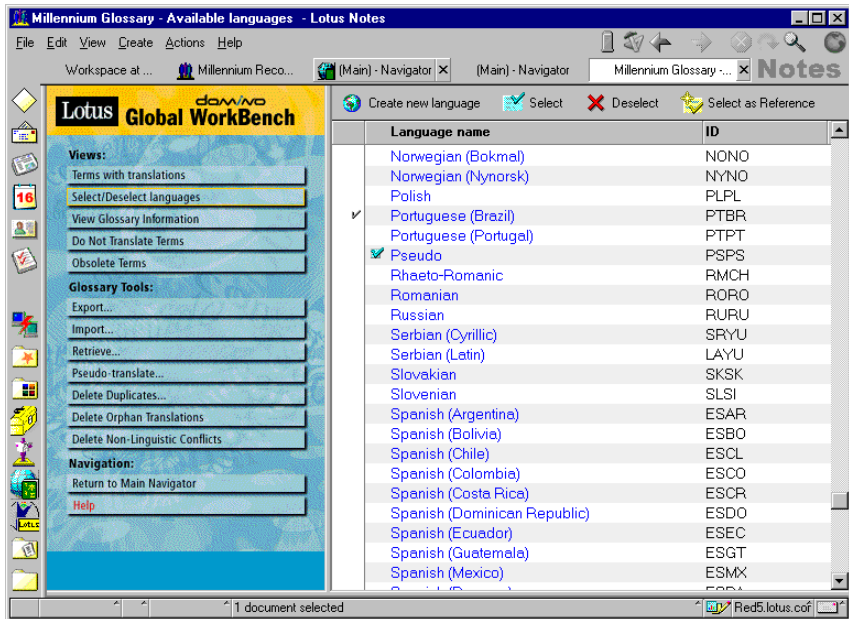 Millennium Glossary - Available languages - Lotus Notes
File Edit View Create Actions Help
Workspace at ... Millennium Reco... (Main) - Navigator (Main) - Navigator Millennium Glossary -... Notes
Lotus domino Global WorkBench
Create new language Select Deselect Select as Reference
Language name ID
Views:
Terms with translations
Select/Deselect languages
View Glossary Information
Do Not Translate Terms
Obsolete Terms
Glossary Tools:
Export...
Import...
Retrieve...
Pseudo-translate...
Delete Duplicates...
Delete Orphan Translations
Delete Non-Linguistic Conflicts
Navigation:
Return to Main Navigator
Help
16
Lotus
Norwegian (Bokmal) NONO
Norwegian (Nynorsk) NYNO
Polish PLPL
Portuguese (Brazil) PTBR
Portuguese (Portugal) PTPT
Pseudo PSPS
Rhaeto-Romanic RMCH
Romanian RORO
Russian RURU
Serbian (Cyrillic) SRYU
Serbian (Latin) LAYU
Slovakian SKSK
Slovenian SLSI
Spanish (Argentina) ESAR
Spanish (Bolivia) ESBO
Spanish (Chile) ESCL
Spanish (Colombia) ESCO
Spanish (Costa Rica) ESCR
Spanish (Dominican Republic) ESDO
Spanish (Ecuador) ESEC
Spanish (Guatemala) ESGT
Spanish (Mexico) ESMX
1 document selected